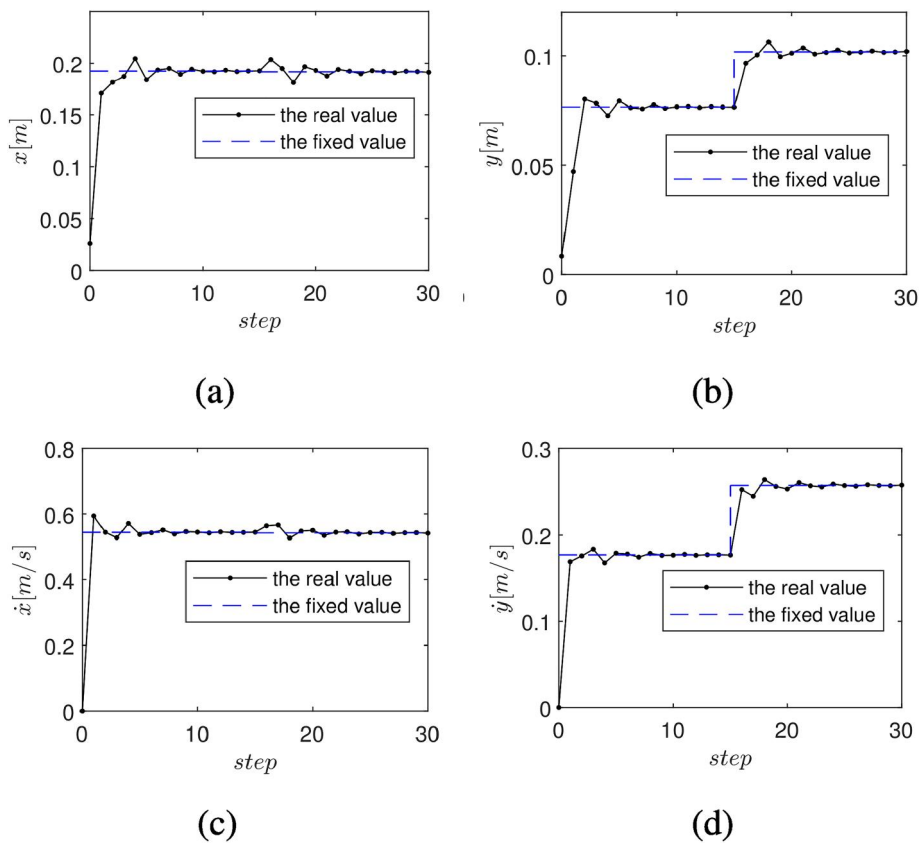 0.2
0.15
0.1
0.05
0
x[m]
the real value
the fixed value
0 10 20 30
step
(a)
0.1
0.05
0
y[m]
the real value
the fixed value
0 10 20 30
step
(b)
0.8
0.6
0.4
0.2
0
ẋ[m/s]
the real value
the fixed value
0 10 20 30
step
(c)
0.3
0.2
0.1
0
ẏ[m/s]
the real value
the fixed value
0 10 20 30
step
(d)